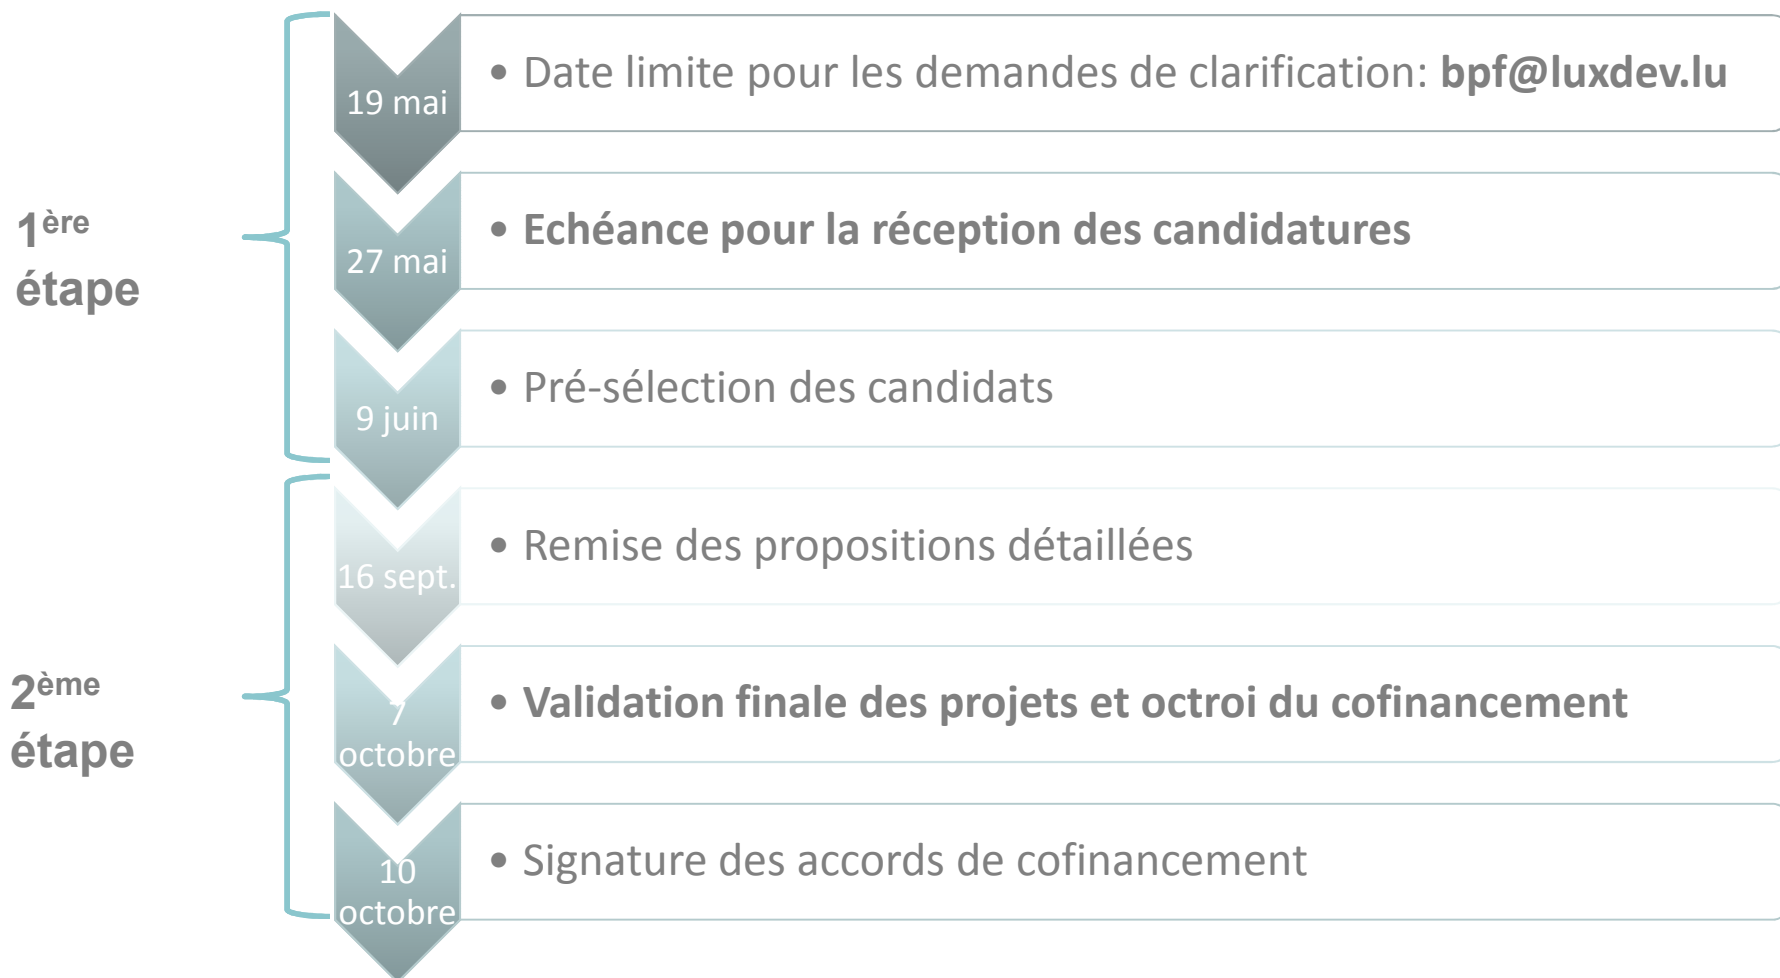 19 mai
• Date limite pour les demandes de clarification: bpf@luxdev.lu
1ère
étape
27 mai
• Echéance pour la réception des candidatures
9 juin
• Pré-sélection des candidats
16 sept.
• Remise des propositions détaillées
2ème
étape
7
octobre
• Validation finale des projets et octroi du cofinancement
10
octobre
• Signature des accords de cofinancement